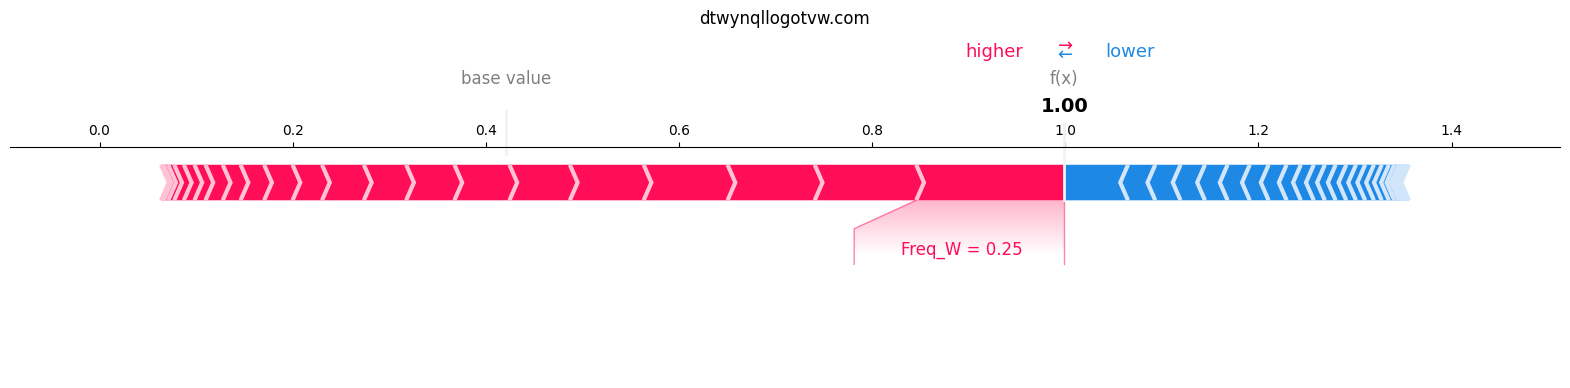 dtwynqllogotvw.com
higher ⇄ lower
base value f(x)
1.00
0.0 0.2 0.4 0.6 0.8 1.0 1.2 1.4
Freq_W = 0.25